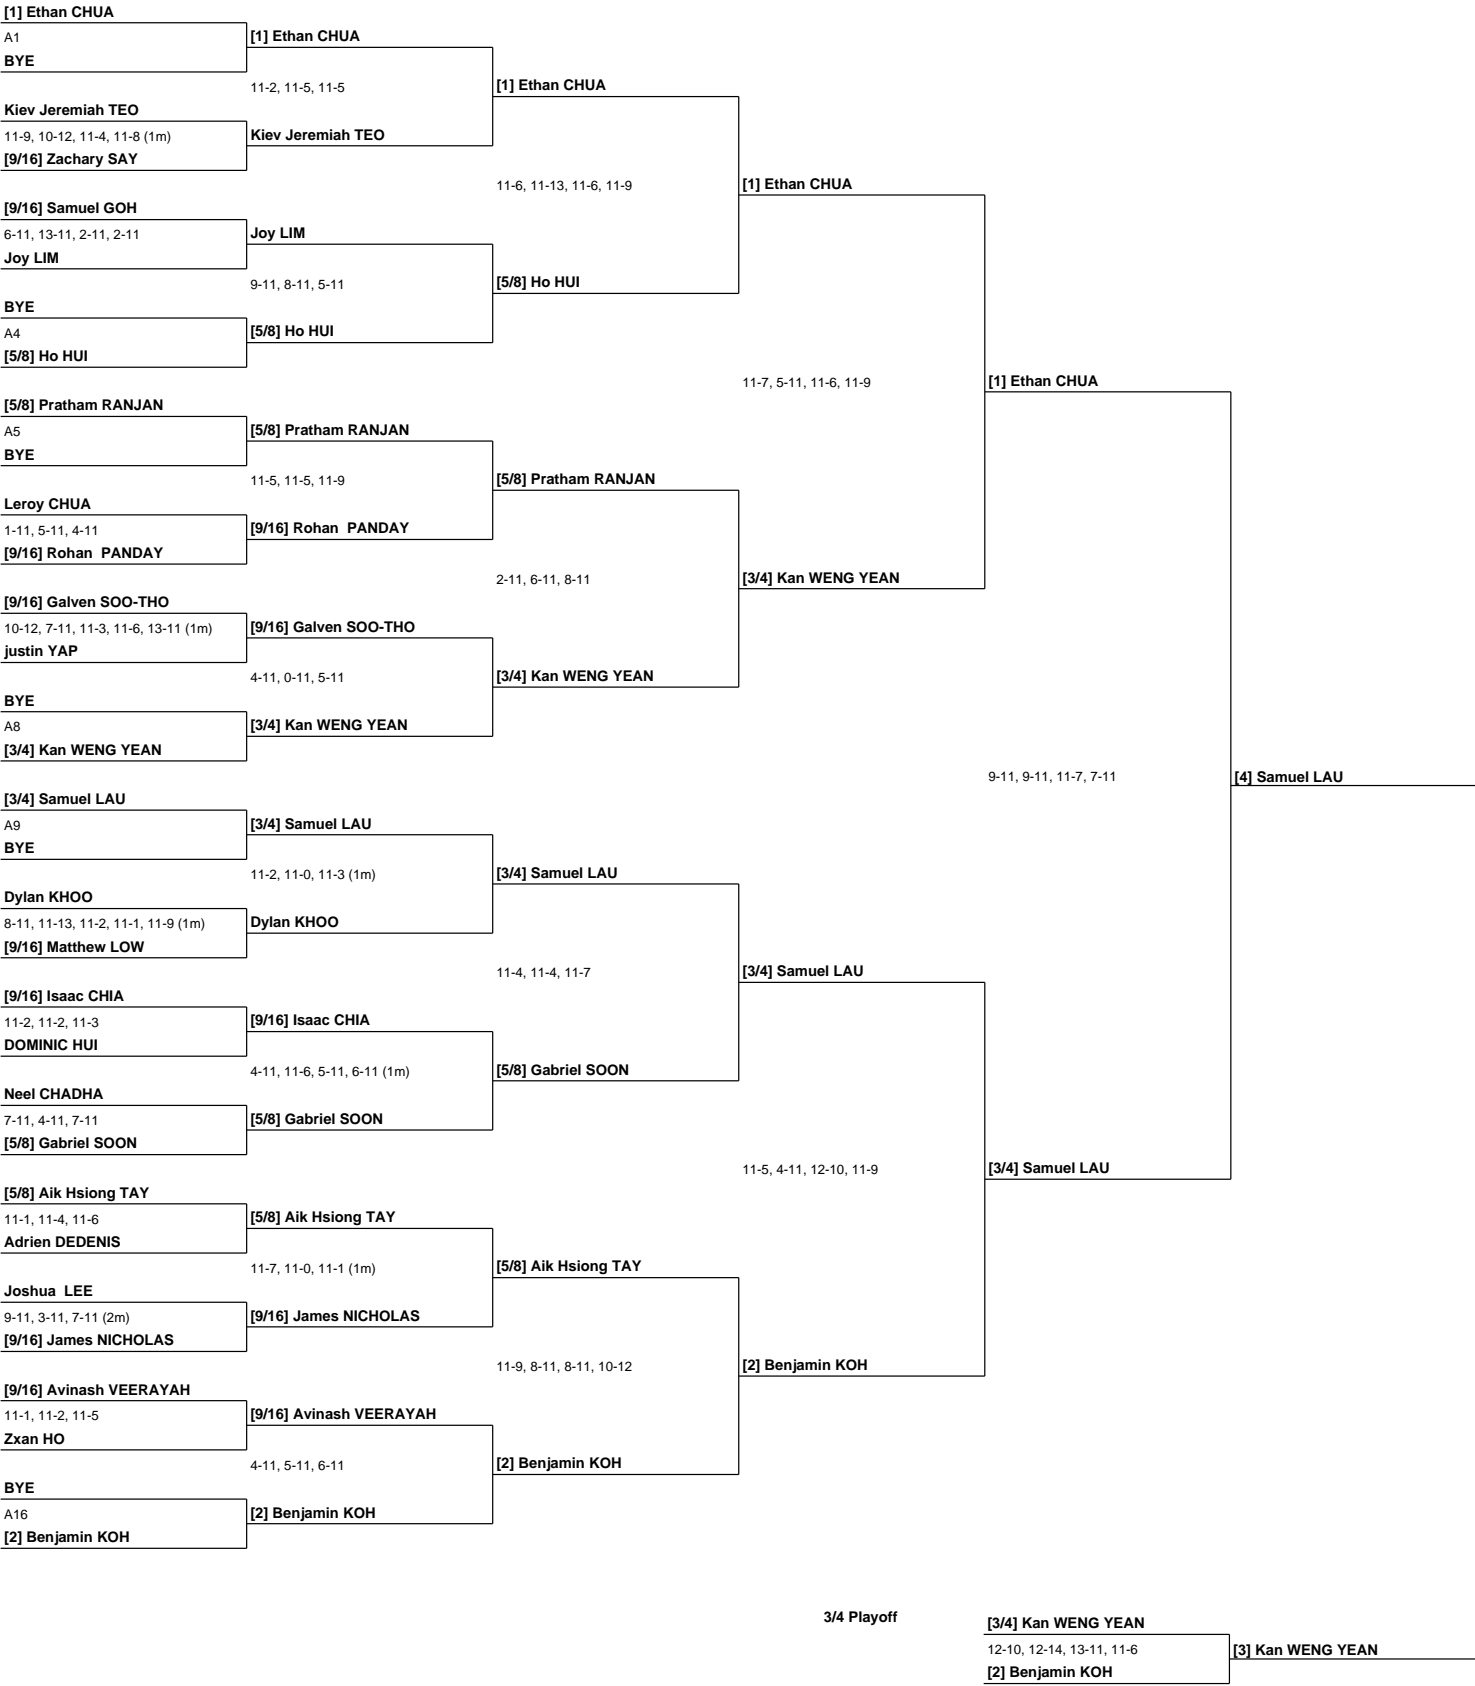 [1] Ethan CHUA
A1
BYE
Kiev Jeremiah TEO
11-9, 10-12, 11-4, 11-8 (1m)
[9/16] Zachary SAY
[9/16] Samuel GOH
6-11, 13-11, 2-11, 2-11
Joy LIM
BYE
A4
[5/8] Ho HUI
[5/8] Pratham RANJAN
A5
BYE
Leroy CHUA
1-11, 5-11, 4-11
[9/16] Rohan  PANDAY
[9/16] Galven SOO-THO
10-12, 7-11, 11-3, 11-6, 13-11 (1m)
justin YAP
BYE
A8
[3/4] Kan WENG YEAN
[3/4] Samuel LAU
A9
BYE
Dylan KHOO
8-11, 11-13, 11-2, 11-1, 11-9 (1m)
[9/16] Matthew LOW
[9/16] Isaac CHIA
11-2, 11-2, 11-3
DOMINIC HUI
Neel CHADHA
7-11, 4-11, 7-11
[5/8] Gabriel SOON
[5/8] Aik Hsiong TAY
11-1, 11-4, 11-6
Adrien DEDENIS
Joshua  LEE
9-11, 3-11, 7-11 (2m)
[9/16] James NICHOLAS
[9/16] Avinash VEERAYAH
11-1, 11-2, 11-5
Zxan HO
BYE
A16
[2] Benjamin KOH
[1] Ethan CHUA
11-2, 11-5, 11-5
Kiev Jeremiah TEO
Joy LIM
9-11, 8-11, 5-11
[5/8] Ho HUI
[5/8] Pratham RANJAN
11-5, 11-5, 11-9
[9/16] Rohan  PANDAY
[9/16] Galven SOO-THO
4-11, 0-11, 5-11
[3/4] Kan WENG YEAN
[3/4] Samuel LAU
11-2, 11-0, 11-3 (1m)
Dylan KHOO
[9/16] Isaac CHIA
4-11, 11-6, 5-11, 6-11 (1m)
[5/8] Gabriel SOON
[5/8] Aik Hsiong TAY
11-7, 11-0, 11-1 (1m)
[9/16] James NICHOLAS
[9/16] Avinash VEERAYAH
4-11, 5-11, 6-11
[2] Benjamin KOH
[1] Ethan CHUA
11-6, 11-13, 11-6, 11-9
[5/8] Ho HUI
[5/8] Pratham RANJAN
2-11, 6-11, 8-11
[3/4] Kan WENG YEAN
[3/4] Samuel LAU
11-4, 11-4, 11-7
[5/8] Gabriel SOON
[5/8] Aik Hsiong TAY
11-9, 8-11, 8-11, 10-12
[2] Benjamin KOH
[1] Ethan CHUA
11-7, 5-11, 11-6, 11-9
[3/4] Kan WENG YEAN
[3/4] Samuel LAU
11-5, 4-11, 12-10, 11-9
[2] Benjamin KOH
[1] Ethan CHUA
9-11, 9-11, 11-7, 7-11
[3/4] Samuel LAU
[4] Samuel LAU
3/4 Playoff
[3/4] Kan WENG YEAN
12-10, 12-14, 13-11, 11-6
[2] Benjamin KOH
[3] Kan WENG YEAN